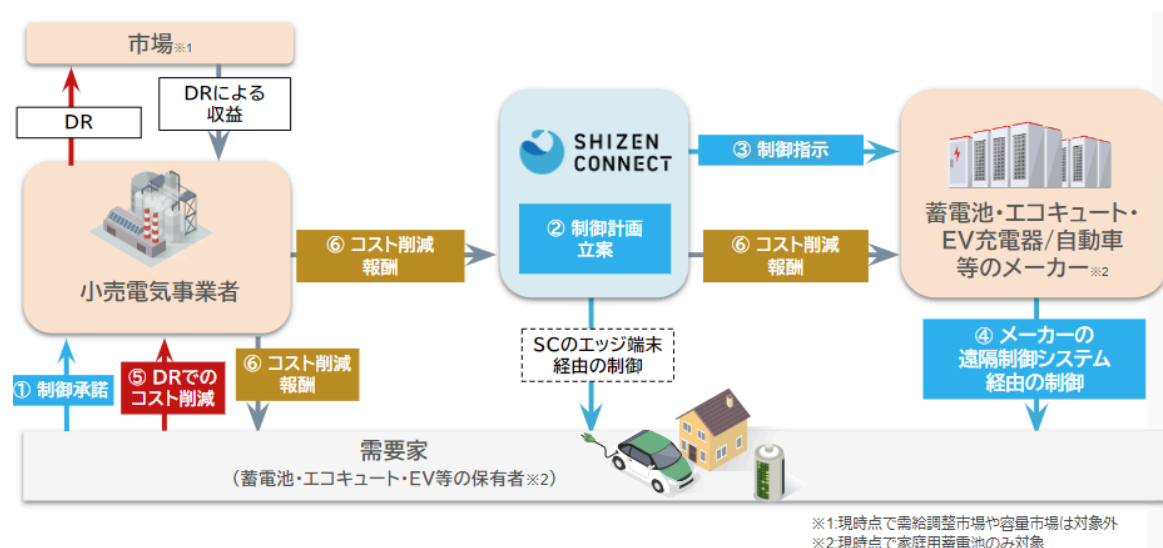 市場※1
DR
DRによる
収益
小売電気事業者
① 制御承諾
⑤ DRでの
コスト削減
⑥ コスト削減
報酬
⑥ コスト削減
報酬
SHIZEN
CONNECT
② 制御計画
立案
SCのエッジ端末
経由の制御
③ 制御指示
⑥ コスト削減
報酬
蓄電池・エコキュート・
EV充電器/自動車
等のメーカー※2
④ メーカーの
遠隔制御システム
経由の制御
需要家
（蓄電池・エコキュート・EV等の保有者※2）
※1:現時点で需給調整市場や容量市場は対象外
※2:現時点で家庭用蓄電池のみ対象